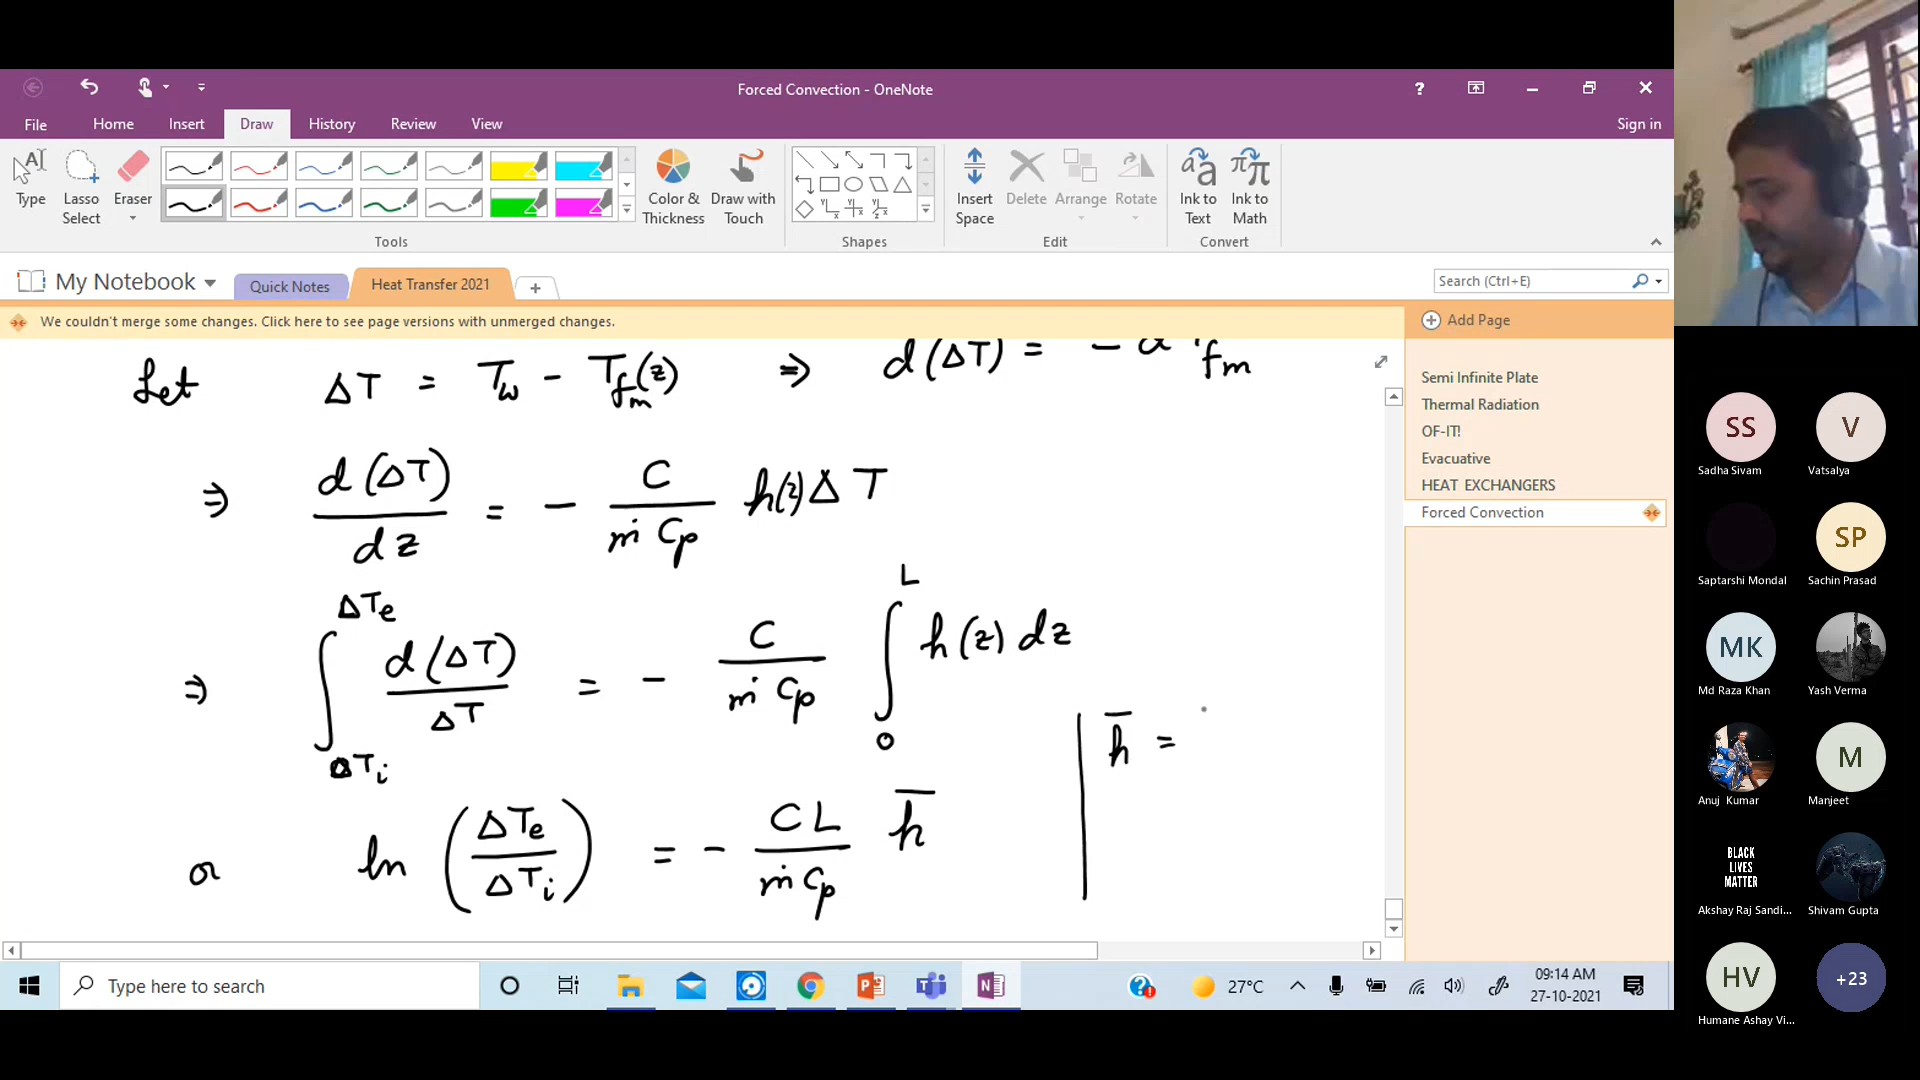 Forced Convection - OneNote
File Home Insert Draw History Review View Sign in
Type Lasso Select Eraser Color & Thickness Draw with Touch Insert Space Delete Arrange Rotate Ink to Text Ink to Math
Tools Shapes Edit Convert
My Notebook Quick Notes Heat Transfer 2021 Search (Ctrl+E)
We couldn't merge some changes. Click here to see page versions with unmerged changes.
Add Page
Semi Infinite Plate
Thermal Radiation
OF-IT!
Evacuative
HEAT EXCHANGERS
Forced Convection
Let ΔT = T_w - T_fm(z) ⇒ d(ΔT) = - d T_fm
⇒ d(ΔT)/dz = - C/(ṁ Cp) h(z) ΔT
⇒ ∫_{ΔTi}^{ΔTe} d(ΔT)/ΔT = - C/(ṁ Cp) ∫_0^L h(z) dz
or ln (ΔTe/ΔTi) = - CL/(ṁ Cp) h̄
h̄ =
SS V
Sadha Sivam Vatsalya
SP
Saptarshi Mondal Sachin Prasad
MK
Md Raza Khan Yash Verma
M
Anuj Kumar Manjeet
BLACK LIVES MATTER
Akshay Raj Sandi... Shivam Gupta
HV +23
Humane Ashay Vi...
Type here to search
27°C
09:14 AM
27-10-2021